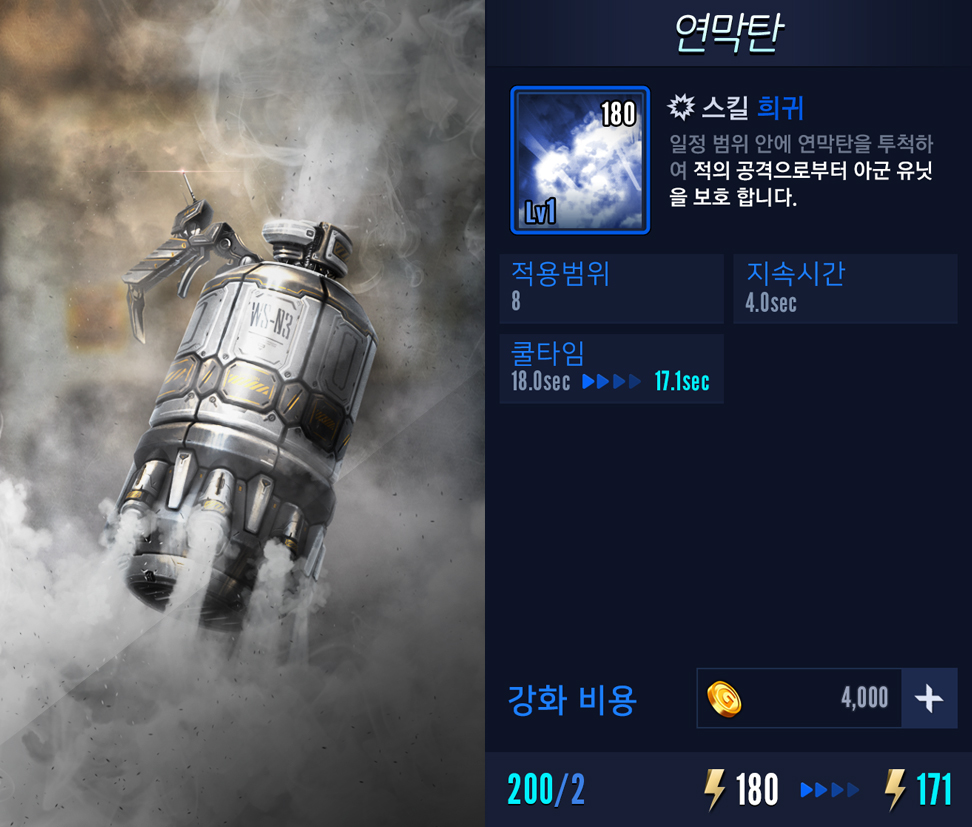 연막탄
180
Lv1
스킬 희귀
일정 범위 안에 연막탄을 투척하
여 적의 공격으로부터 아군 유닛
을 보호 합니다.
적용범위
8
지속시간
4.0sec
쿨타임
18.0sec 17.1sec
강화 비용
4,000
200/2
180 171
WS-N3